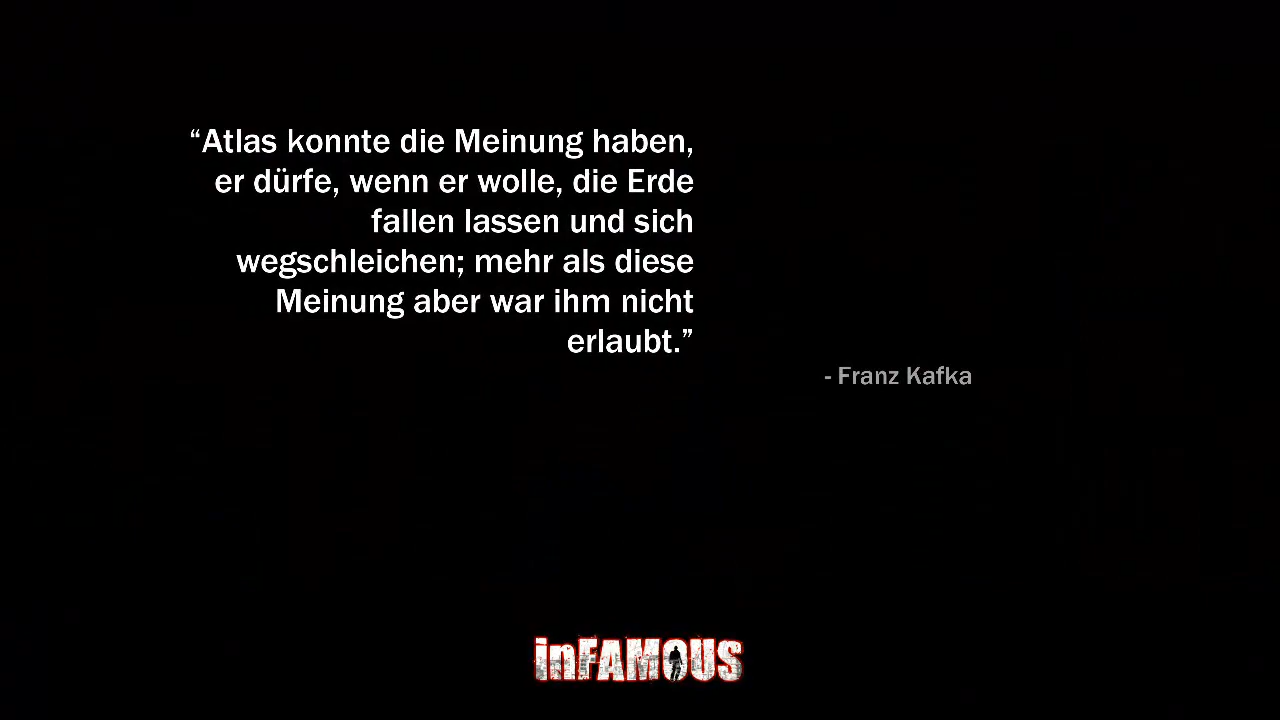 “Atlas konnte die Meinung haben,
er dürfe, wenn er wolle, die Erde
fallen lassen und sich
wegschleichen; mehr als diese
Meinung aber war ihm nicht
erlaubt.”
- Franz Kafka
inFAMOUS